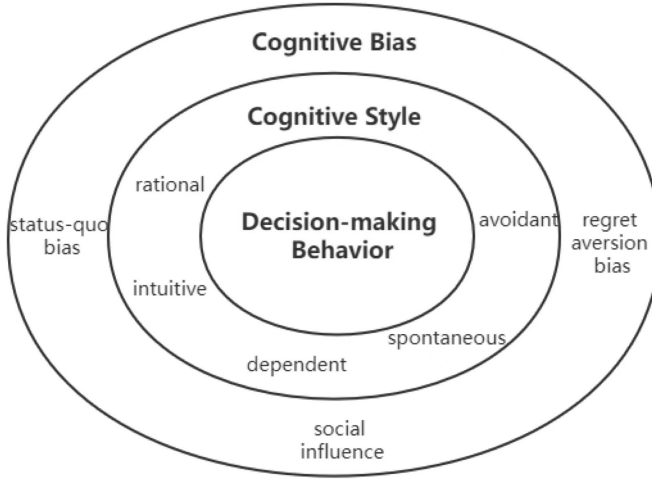 Cognitive Bias
Cognitive Style
rational
status-quo
bias
Decision-making
Behavior
avoidant
regret
aversion
bias
intuitive
spontaneous
dependent
social
influence